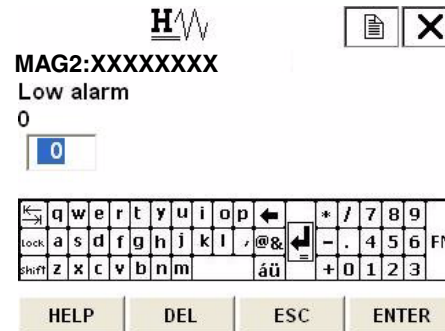 H
MAG2:XXXXXXXX
Low alarm
0
0
q w e r t y u i o p * / 7 8 9
Lock a s d f g h j k l , @& - . 4 5 6 FN
Shift z x c v b n m áü + 0 1 2 3
HELP DEL ESC ENTER